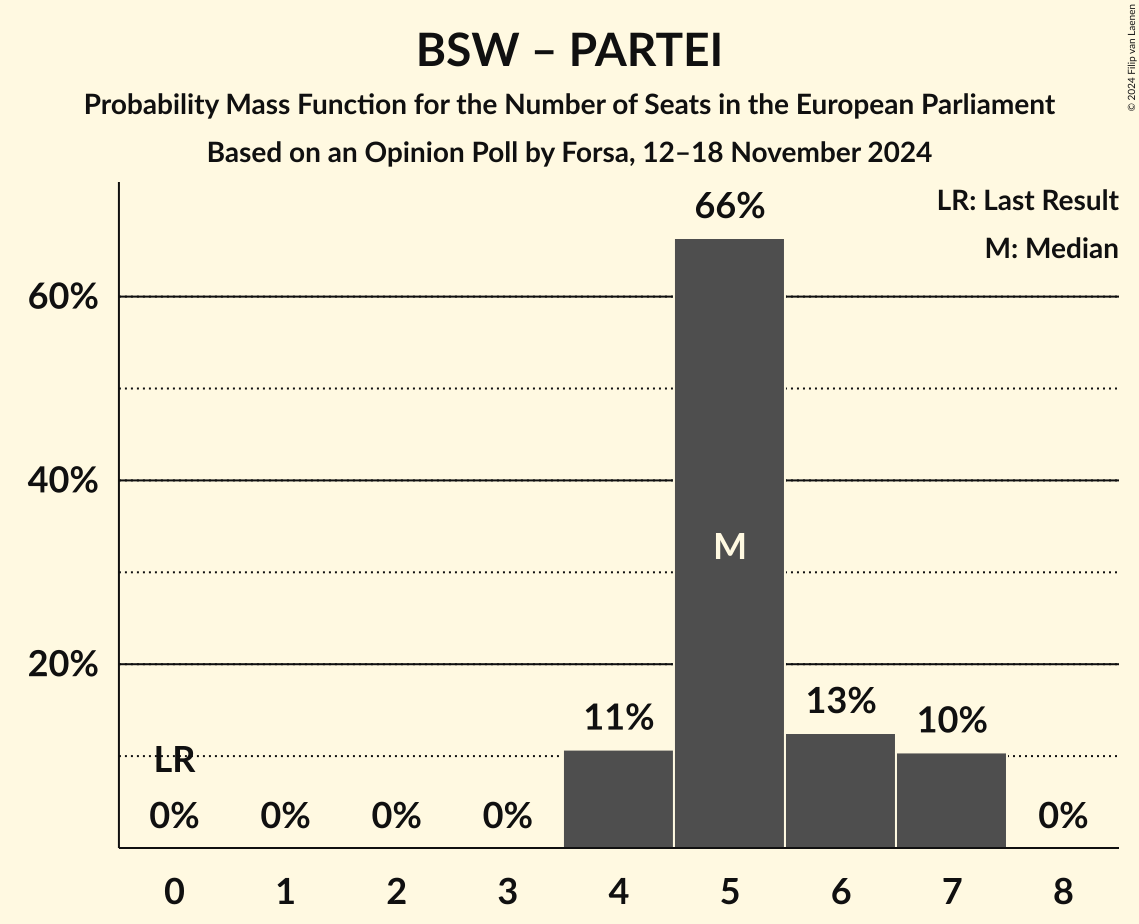 BSW – PARTEI
Probability Mass Function for the Number of Seats in the European Parliament
Based on an Opinion Poll by Forsa, 12–18 November 2024
© 2024 Filip van Laenen
LR: Last Result
M: Median
60%
40%
20%
LR
0%
0%
0%
0%
11%
66%
M
13%
10%
0%
0
1
2
3
4
5
6
7
8